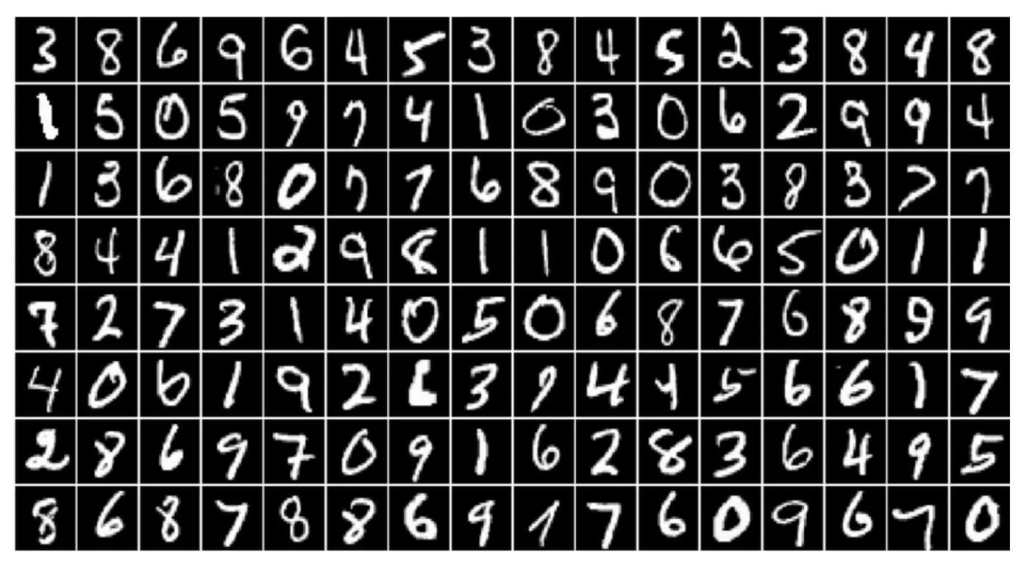 3 8 6 9 6 4 5 3 8 4 5 2 3 8 4 8
1 5 0 5 9 7 4 1 0 3 0 6 2 9 9 4
1 3 6 8 0 7 7 6 8 9 0 3 8 3 7 7
8 4 4 1 2 9 8 1 1 0 6 6 5 0 1 1
7 2 7 3 1 4 0 5 0 6 8 7 6 8 9 9
4 0 6 1 9 2 3 9 4 4 5 6 6 1 7
2 8 6 9 7 0 9 1 6 2 8 3 6 4 9 5
8 6 8 7 8 8 6 9 1 7 6 0 9 6 7 0